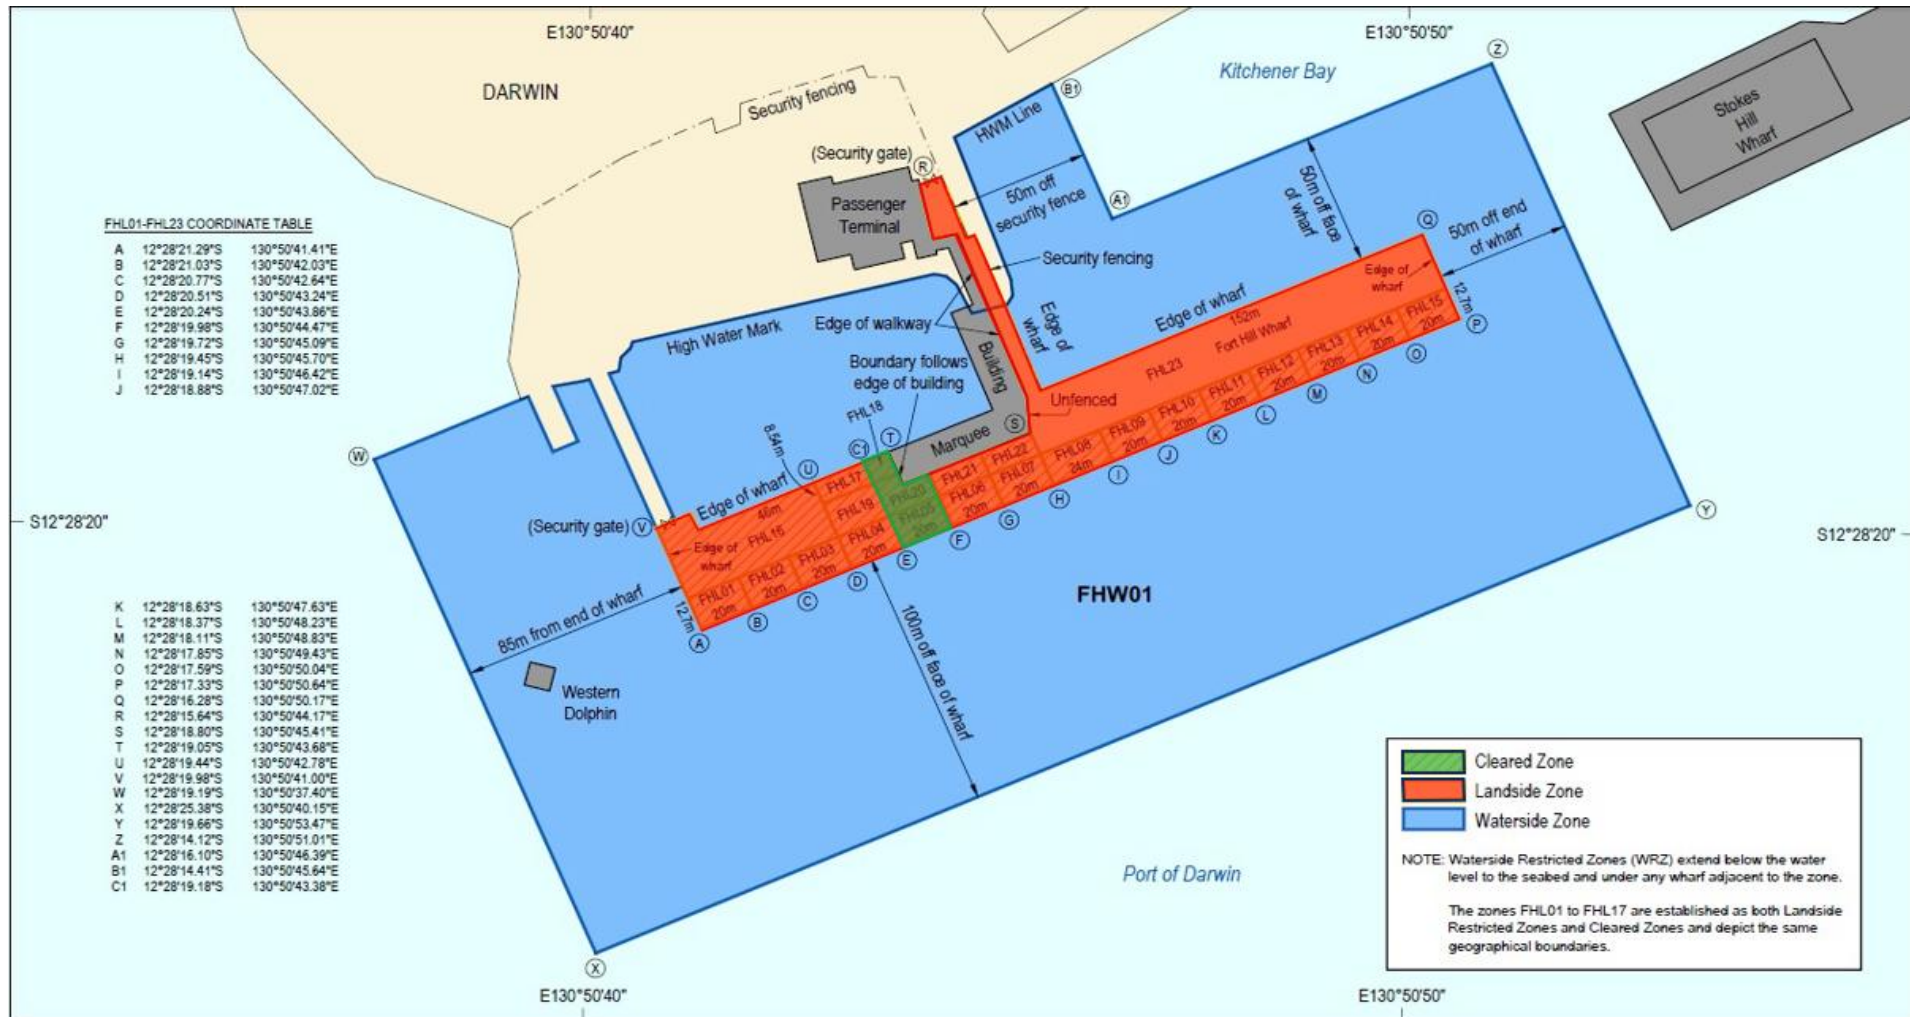 E130°50'40"
E130°50'50"
Z
DARWIN
Kitchener Bay
B1
Security fencing
HWM Line
Stokes
Hill
Wharf
(Security gate)
R
50m off
security fence
A1
50m off face
of wharf
Passenger
Terminal
Q
50m off end
of wharf
FHL01-FHL23 COORDINATE TABLE
A 12°28'21.29"S 130°50'41.41"E
B 12°28'21.03"S 130°50'42.03"E
C 12°28'20.77"S 130°50'42.64"E
D 12°28'20.51"S 130°50'43.24"E
E 12°28'20.24"S 130°50'43.86"E
F 12°28'19.98"S 130°50'44.47"E
G 12°28'19.72"S 130°50'45.09"E
H 12°28'19.45"S 130°50'45.70"E
I 12°28'19.14"S 130°50'46.42"E
J 12°28'18.88"S 130°50'47.02"E
Security fencing
Edge of
wharf
Edge of wharf
152m
Fort Hill Wharf
FHL23
12.7m
P
High Water Mark
Edge of walkway
Edge of
wharf
Building
Boundary follows
edge of building
Unfenced
S
Marquee
FHL18
8.54m
C1
T
U
W
V
(Security gate)
Edge of wharf
46m
FHL16
Edge of
wharf
FHL17
FHL19
FHL20
FHL21
FHL22
FHL01
20m
FHL02
20m
FHL03
20m
FHL04
20m
FHL05
20m
FHL06
20m
FHL07
20m
FHL08
24m
FHL09
20m
FHL10
20m
FHL11
20m
FHL12
20m
FHL13
20m
FHL14
20m
FHL15
20m
A
B
C
D
E
F
G
H
I
J
K
L
M
N
O
12.7m
S12°28'20"
S12°28'20"
Y
FHW01
85m from end of wharf
100m off face of wharf
Western
Dolphin
K 12°28'18.63"S 130°50'47.63"E
L 12°28'18.37"S 130°50'48.23"E
M 12°28'18.11"S 130°50'48.83"E
N 12°28'17.85"S 130°50'49.43"E
O 12°28'17.59"S 130°50'50.04"E
P 12°28'17.33"S 130°50'50.64"E
Q 12°28'16.28"S 130°50'50.17"E
R 12°28'15.64"S 130°50'44.17"E
S 12°28'18.80"S 130°50'45.41"E
T 12°28'19.05"S 130°50'43.68"E
U 12°28'19.44"S 130°50'42.78"E
V 12°28'19.98"S 130°50'41.00"E
W 12°28'19.19"S 130°50'37.40"E
X 12°28'25.38"S 130°50'40.15"E
Y 12°28'19.66"S 130°50'53.47"E
Z 12°28'14.12"S 130°50'51.01"E
A1 12°28'16.10"S 130°50'46.39"E
B1 12°28'14.41"S 130°50'45.64"E
C1 12°28'19.18"S 130°50'43.38"E
Port of Darwin
Cleared Zone
Landside Zone
Waterside Zone
NOTE: Waterside Restricted Zones (WRZ) extend below the water
level to the seabed and under any wharf adjacent to the zone.
The zones FHL01 to FHL17 are established as both Landside
Restricted Zones and Cleared Zones and depict the same
geographical boundaries.
X
E130°50'40"
E130°50'50"